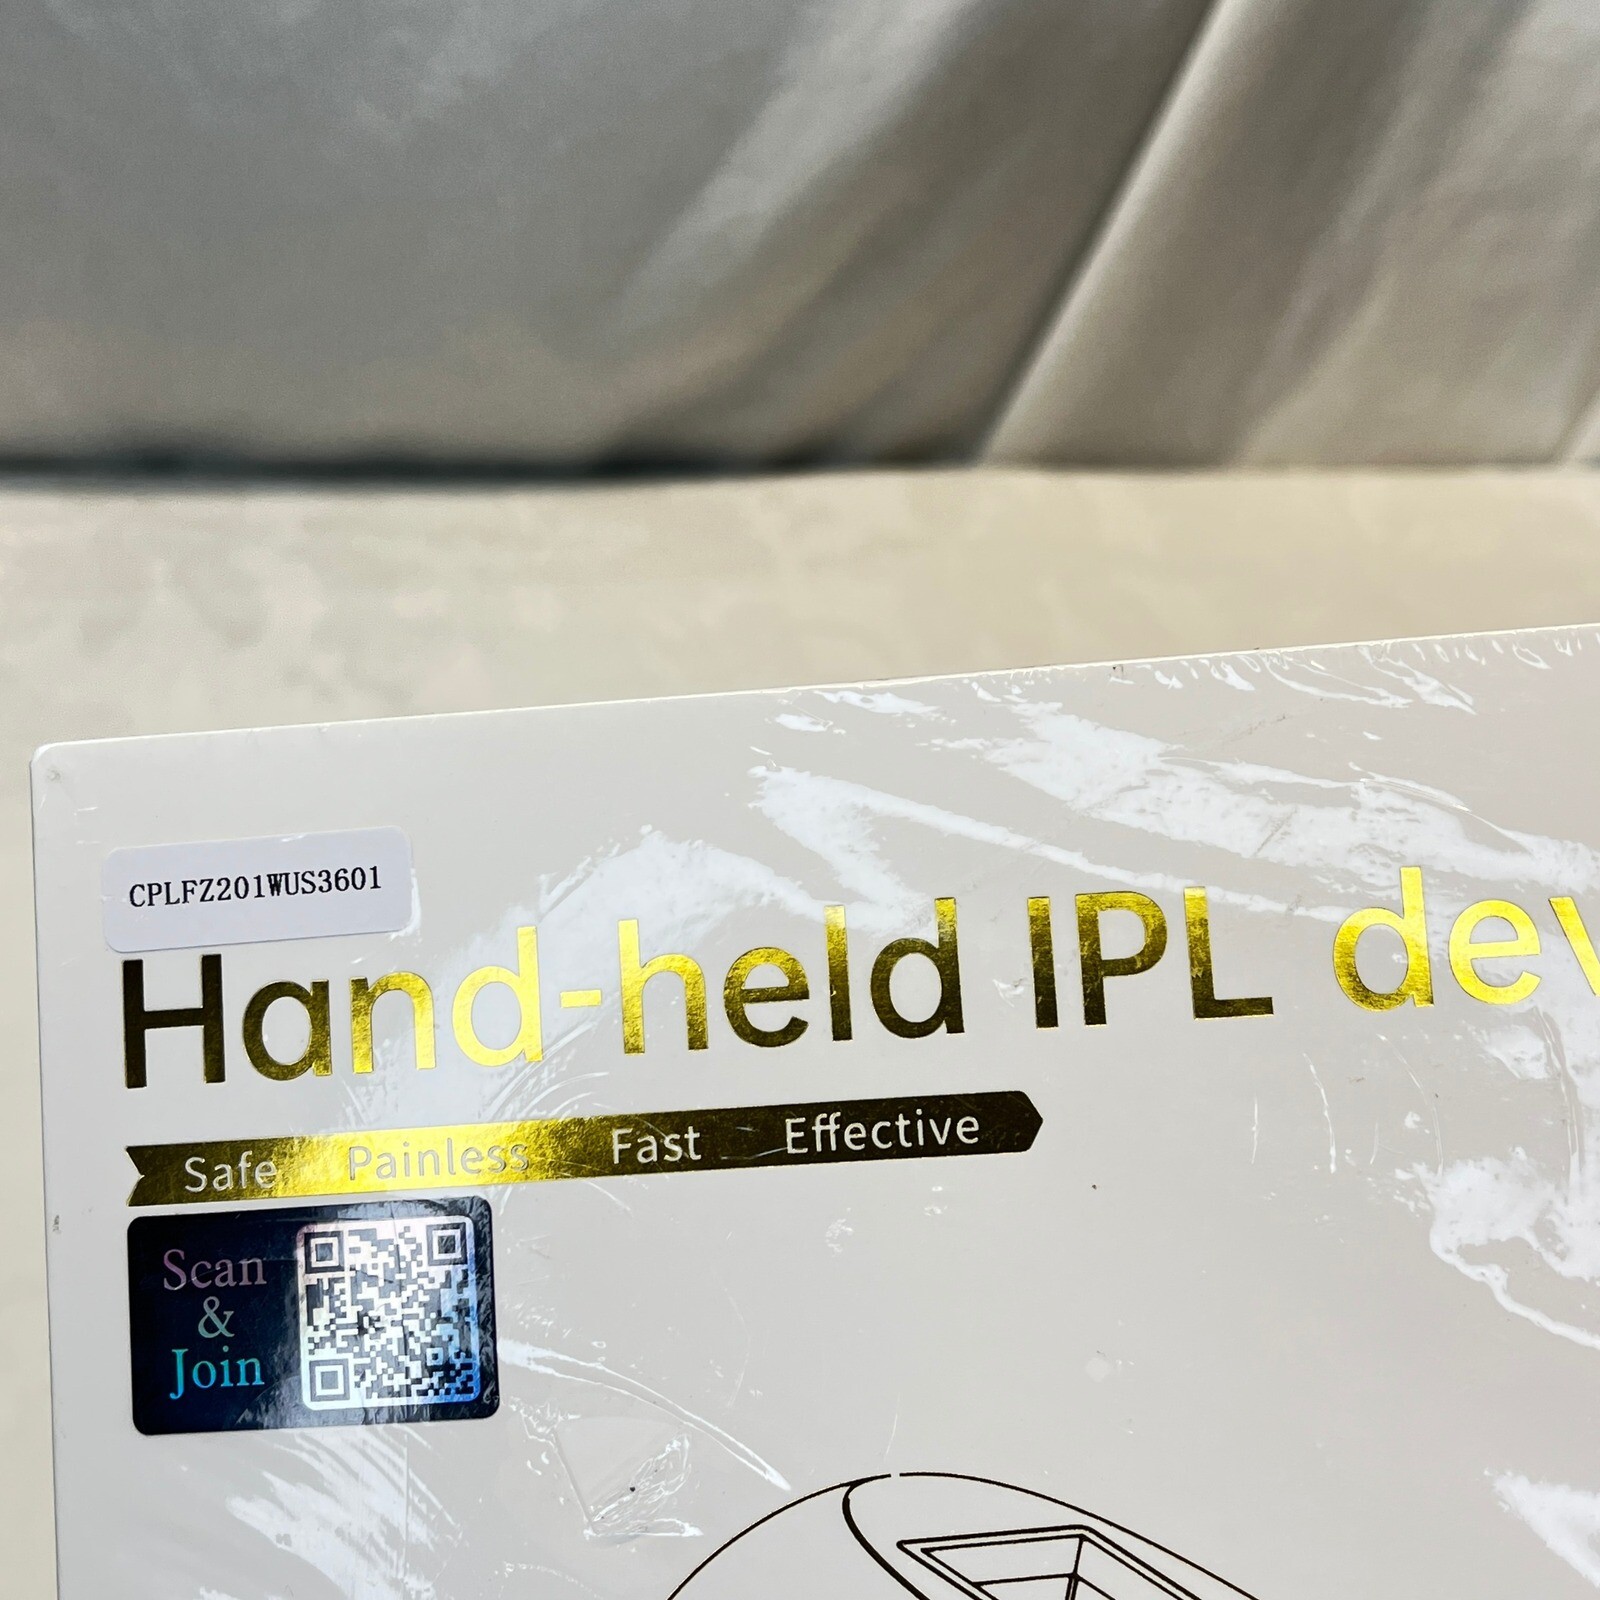 CPLFZ201WUS3601
Hand-held IPL dev
Safe Painless Fast Effective
Scan
&
Join